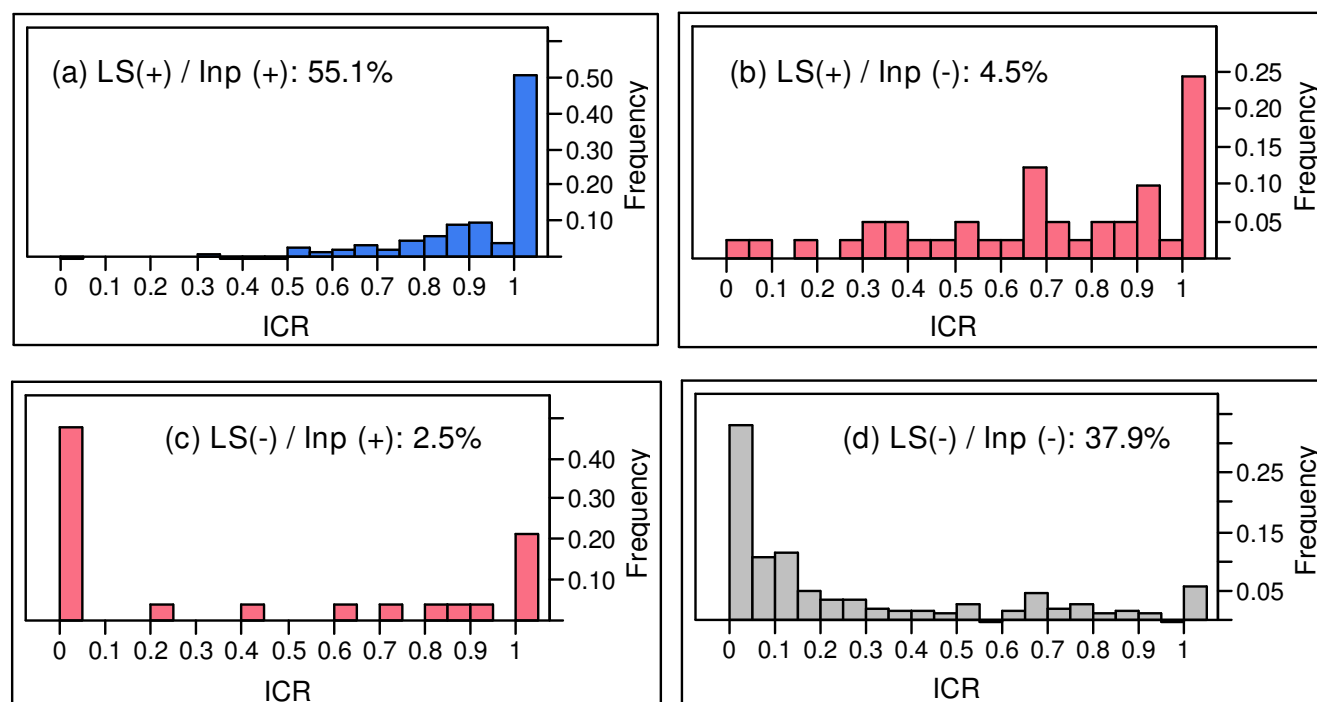 (a) LS(+) / Inp (+): 55.1%
0.50
0.40
0.30
0.20
0.10
Frequency
0 0.1 0.2 0.3 0.4 0.5 0.6 0.7 0.8 0.9 1
ICR
(b) LS(+) / Inp (-): 4.5%
0.25
0.20
0.15
0.10
0.05
Frequency
0 0.1 0.2 0.3 0.4 0.5 0.6 0.7 0.8 0.9 1
ICR
(c) LS(-) / Inp (+): 2.5%
0.40
0.30
0.20
0.10
Frequency
0 0.1 0.2 0.3 0.4 0.5 0.6 0.7 0.8 0.9 1
ICR
(d) LS(-) / Inp (-): 37.9%
0.25
0.15
0.05
Frequency
0 0.1 0.2 0.3 0.4 0.5 0.6 0.7 0.8 0.9 1
ICR